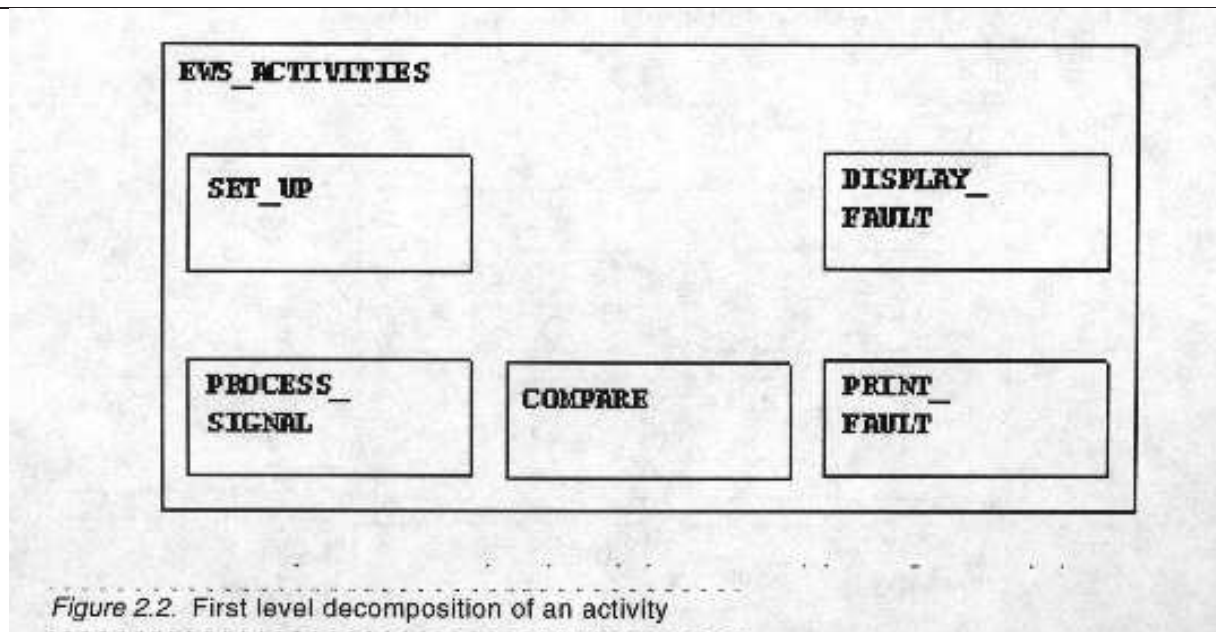 EWS_ACTIVITIES
SET_UP
DISPLAY_
FAULT
PROCESS_
SIGNAL
COMPARE
PRINT_
FAULT
Figure 2.2. First level decomposition of an activity